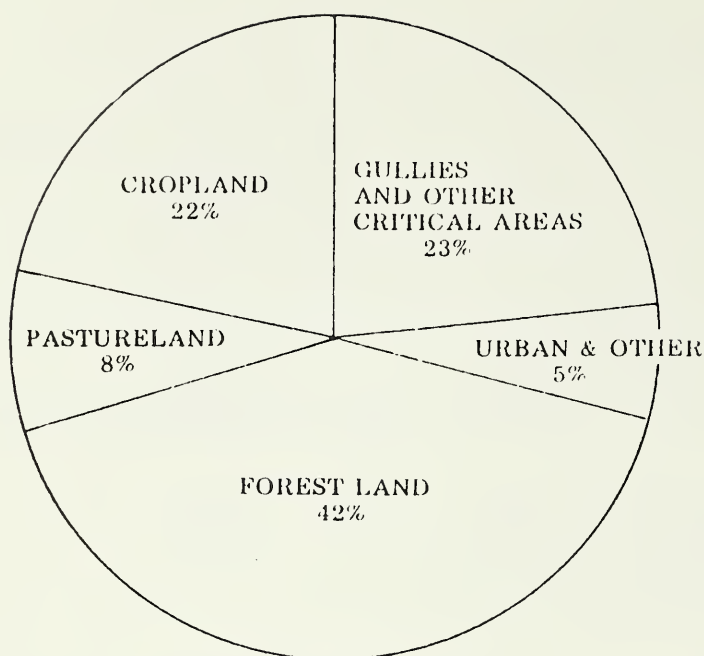 CROPLAND
22%
GULLIES
AND OTHER
CRITICAL AREAS
23%
PASTURELAND
8%
URBAN & OTHER
5%
FOREST LAND
42%